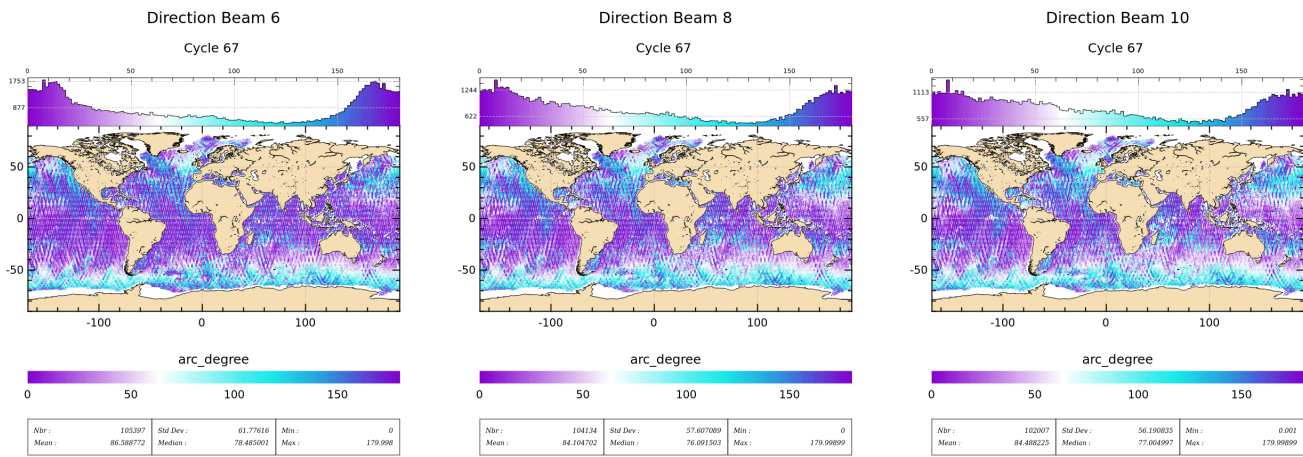 Direction Beam 6
Cycle 67
0 50 100 150
1753
877
50
0
-50
-100 0 100
arc_degree
0 50 100 150
Nbr : 105397 Std Dev : 61.77616 Min : 0
Mean : 86.588772 Median : 78.485001 Max : 179.998
Direction Beam 8
Cycle 67
0 50 100 150
1244
622
50
0
-50
-100 0 100
arc_degree
0 50 100 150
Nbr : 104134 Std Dev : 57.607089 Min : 0
Mean : 84.104702 Median : 76.091503 Max : 179.99899
Direction Beam 10
Cycle 67
0 50 100 150
1113
557
50
0
-50
-100 0 100
arc_degree
0 50 100 150
Nbr : 102007 Std Dev : 56.190835 Min : 0.001
Mean : 84.488225 Median : 77.004997 Max : 179.99899